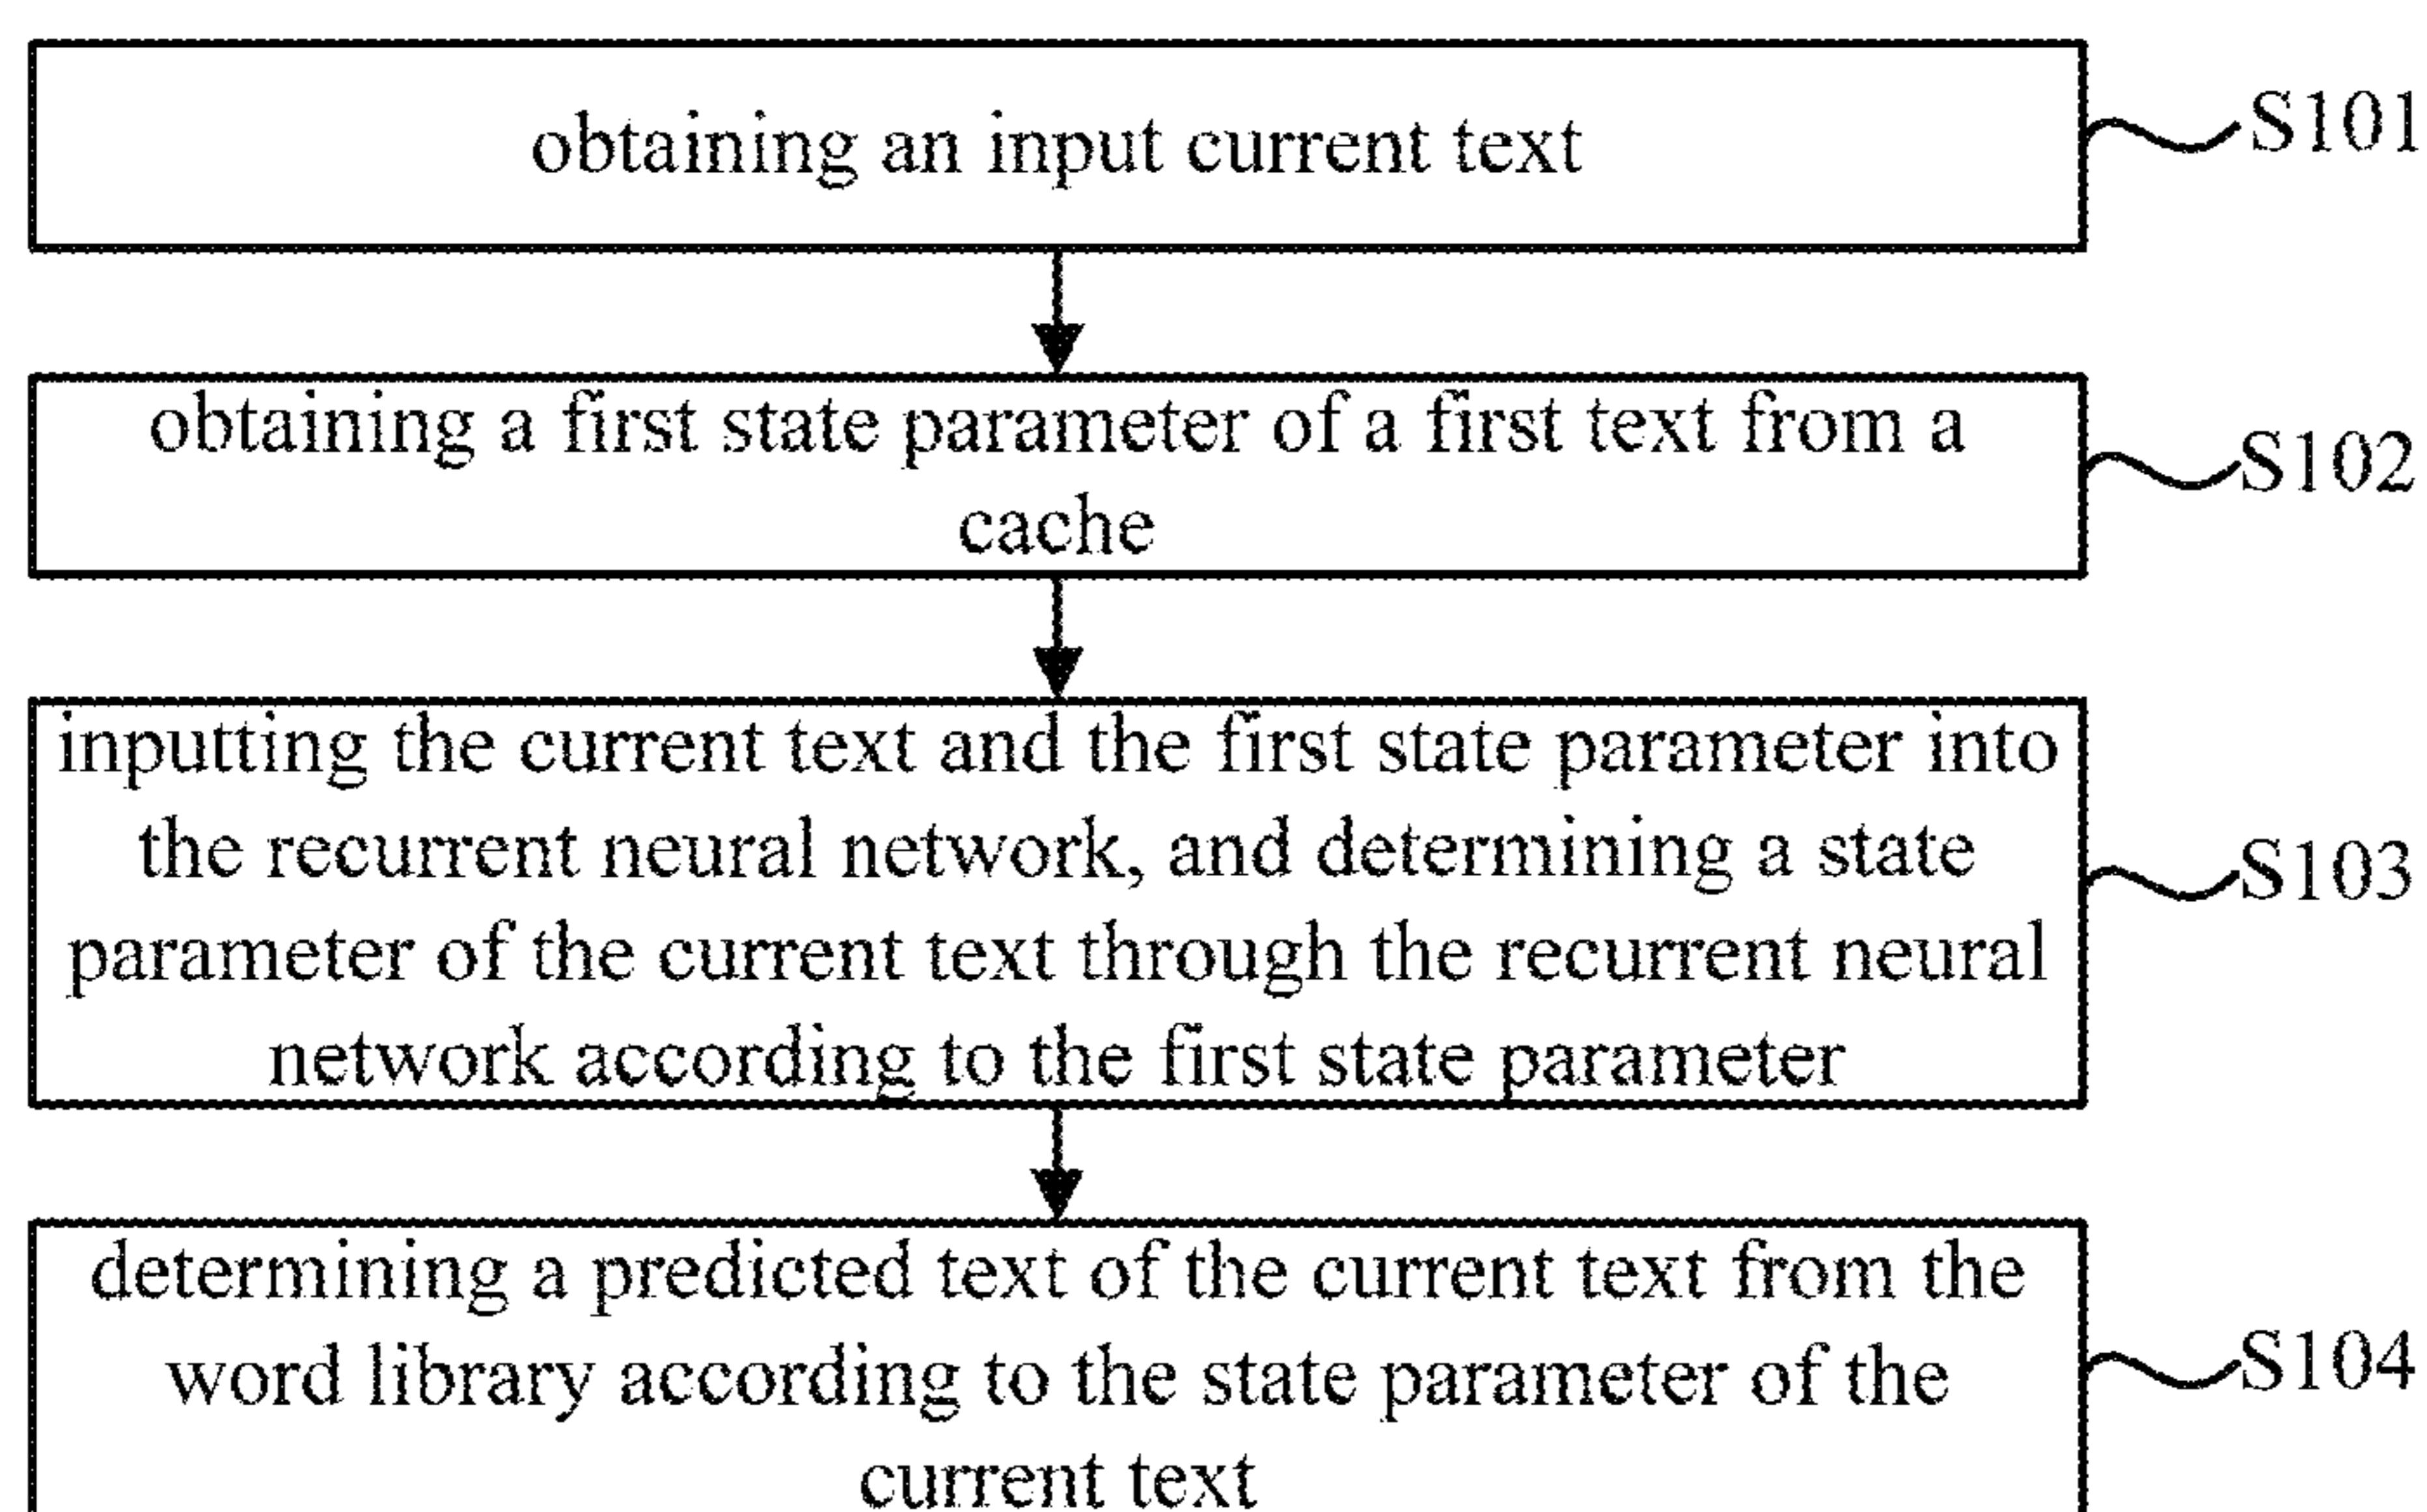 obtaining an input current text
S101
obtaining a first state parameter of a first text from a
cache
S102
inputting the current text and the first state parameter into
the recurrent neural network, and determining a state
parameter of the current text through the recurrent neural
network according to the first state parameter
S103
determining a predicted text of the current text from the
word library according to the state parameter of the
current text
S104